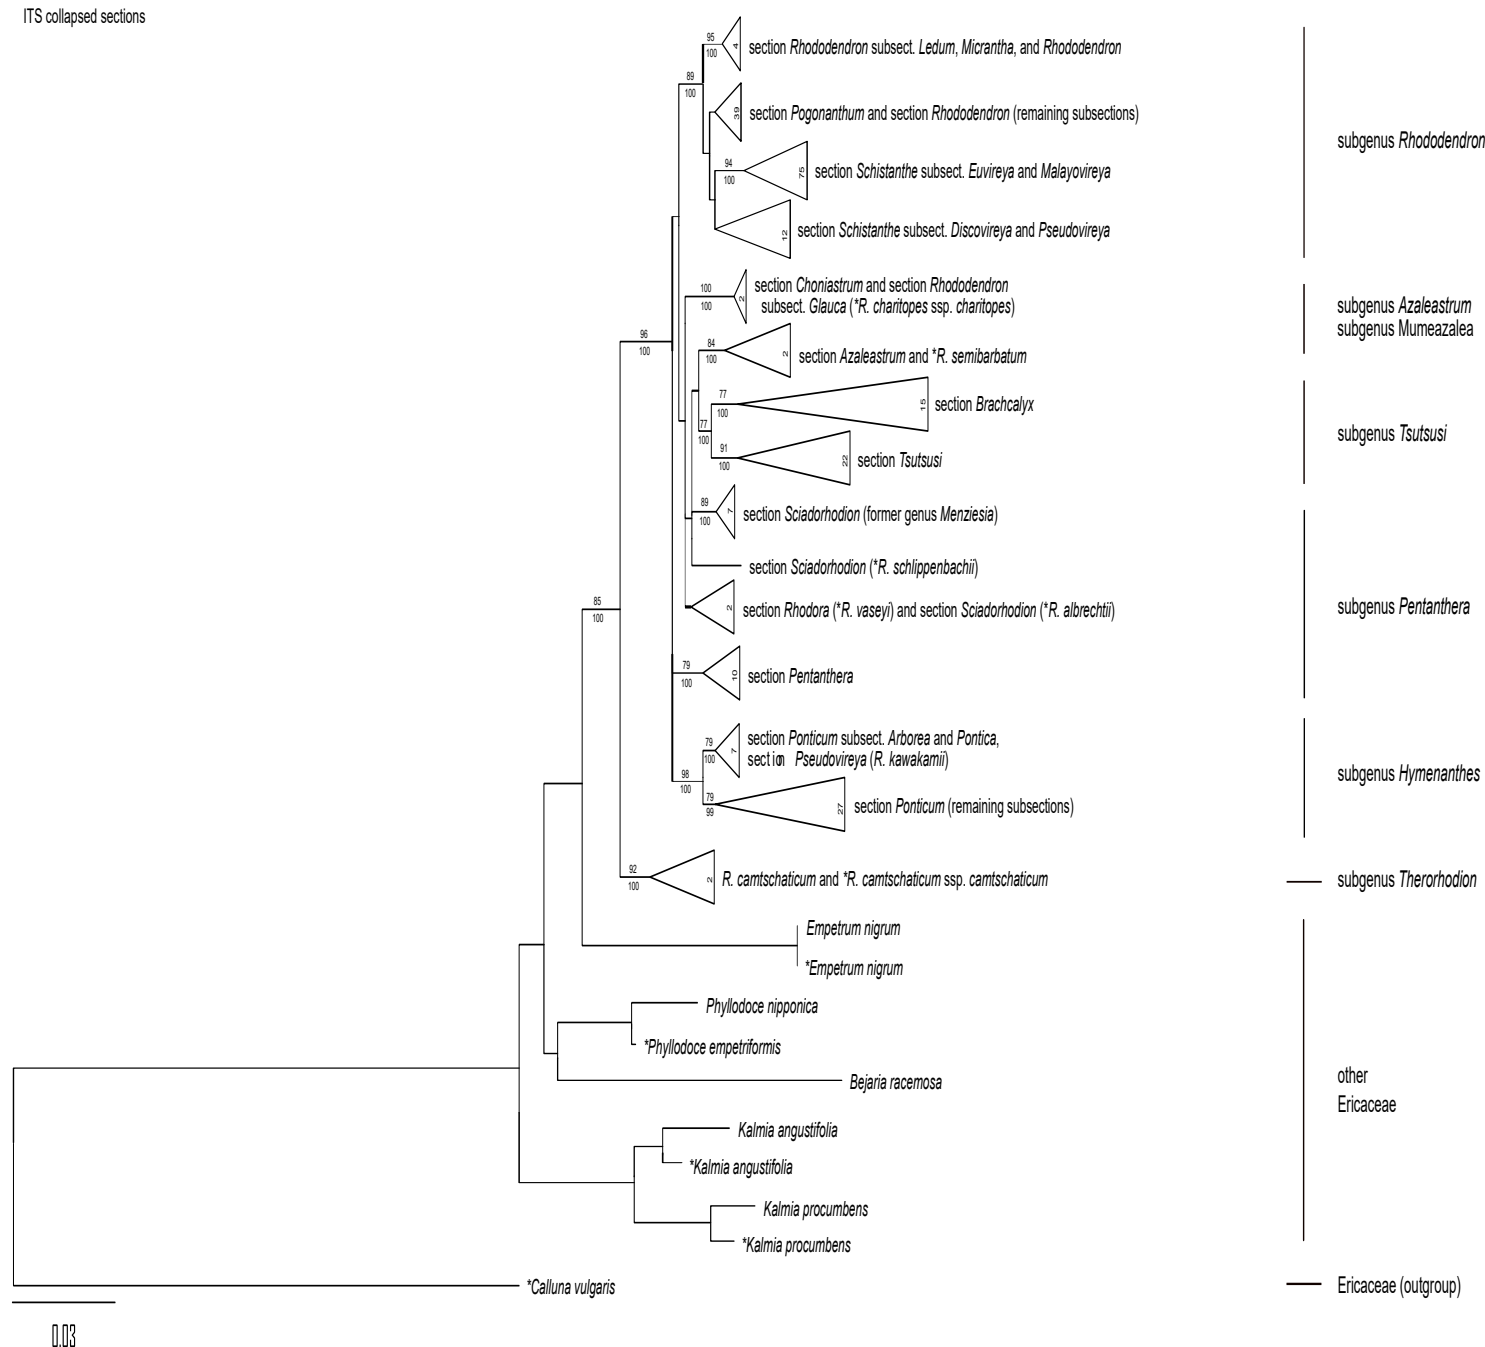 ITS collapsed sections
95
100
4
section Rhododendron subsect. Ledum, Micrantha, and Rhododendron
89
100
39
section Pogonanthum and section Rhododendron (remaining subsections)
subgenus Rhododendron
94
100
75
section Schistanthe subsect. Euvireya and Malayovireya
12
section Schistanthe subsect. Discovireya and Pseudovireya
100
100
2
section Choniastrum and section Rhododendron
subsect. Glauca (*R. charitopes ssp. charitopes)
subgenus Azaleastrum
subgenus Mumeazalea
96
100
84
100
2
section Azaleastrum and *R. semibarbatum
77
100
15
section Brachcalyx
77
100
subgenus Tsutsusi
91
100
22
section Tsutsusi
89
100
7
section Sciadorhodion (former genus Menziesia)
section Sciadorhodion (*R. schlippenbachii)
85
100
2
section Rhodora (*R. vaseyi) and section Sciadorhodion (*R. albrechtii)
subgenus Pentanthera
79
100
10
section Pentanthera
79
100
7
section Ponticum subsect. Arborea and Pontica,
section Pseudovireya (R. kawakamii)
98
100
subgenus Hymenanthes
79
99
27
section Ponticum (remaining subsections)
92
100
2
R. camtschaticum and *R. camtschaticum ssp. camtschaticum
subgenus Therorhodion
Empetrum nigrum
*Empetrum nigrum
Phyllodoce nipponica
*Phyllodoce empetriformis
Bejaria racemosa
other
Ericaceae
Kalmia angustifolia
*Kalmia angustifolia
Kalmia procumbens
*Kalmia procumbens
*Calluna vulgaris
Ericaceae (outgroup)
0.03